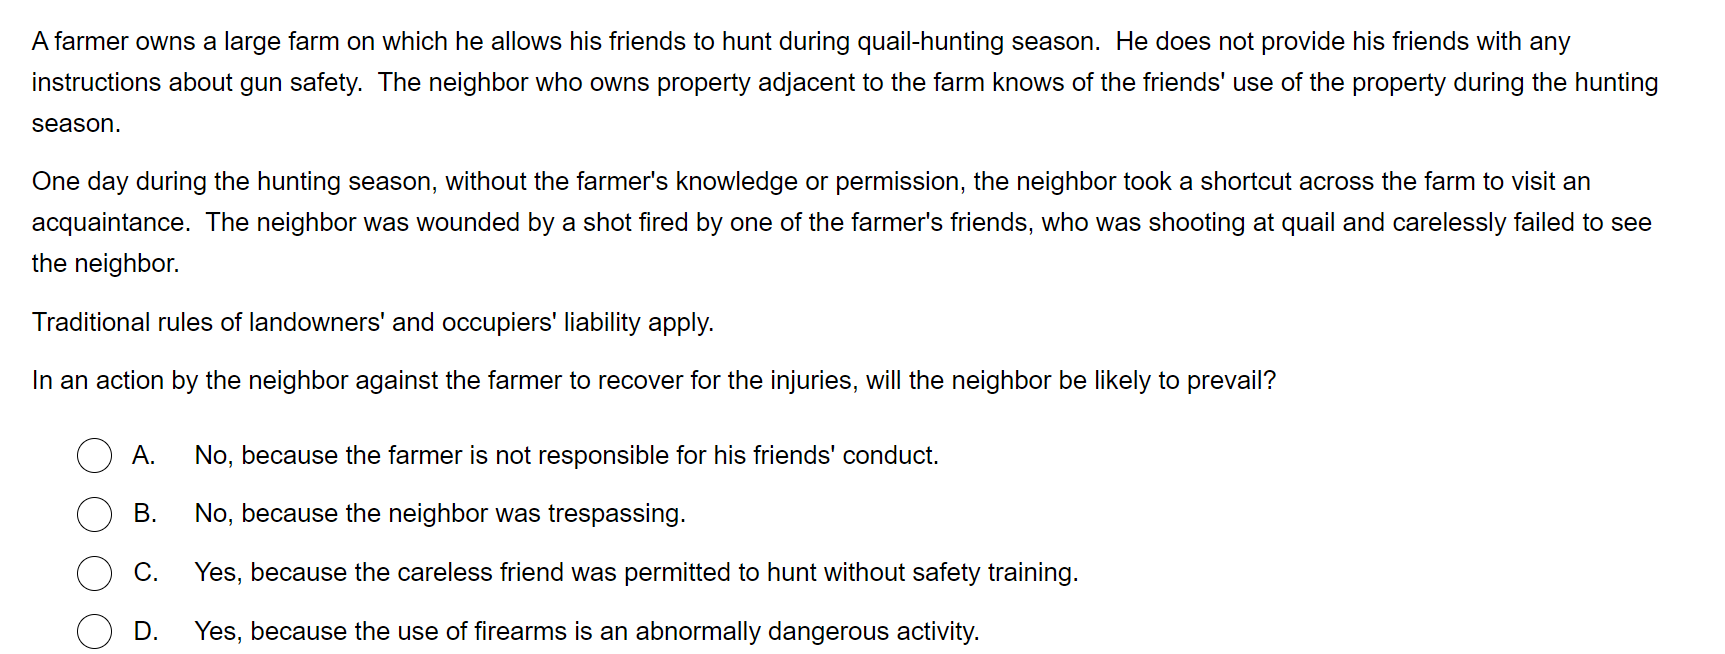 A farmer owns a large farm on which he allows his friends to hunt during quail-hunting season.  He does not provide his friends with any
instructions about gun safety.  The neighbor who owns property adjacent to the farm knows of the friends' use of the property during the hunting
season.
One day during the hunting season, without the farmer's knowledge or permission, the neighbor took a shortcut across the farm to visit an
acquaintance.  The neighbor was wounded by a shot fired by one of the farmer's friends, who was shooting at quail and carelessly failed to see
the neighbor.
Traditional rules of landowners' and occupiers' liability apply.
In an action by the neighbor against the farmer to recover for the injuries, will the neighbor be likely to prevail?
A. No, because the farmer is not responsible for his friends' conduct.
B. No, because the neighbor was trespassing.
C. Yes, because the careless friend was permitted to hunt without safety training.
D. Yes, because the use of firearms is an abnormally dangerous activity.